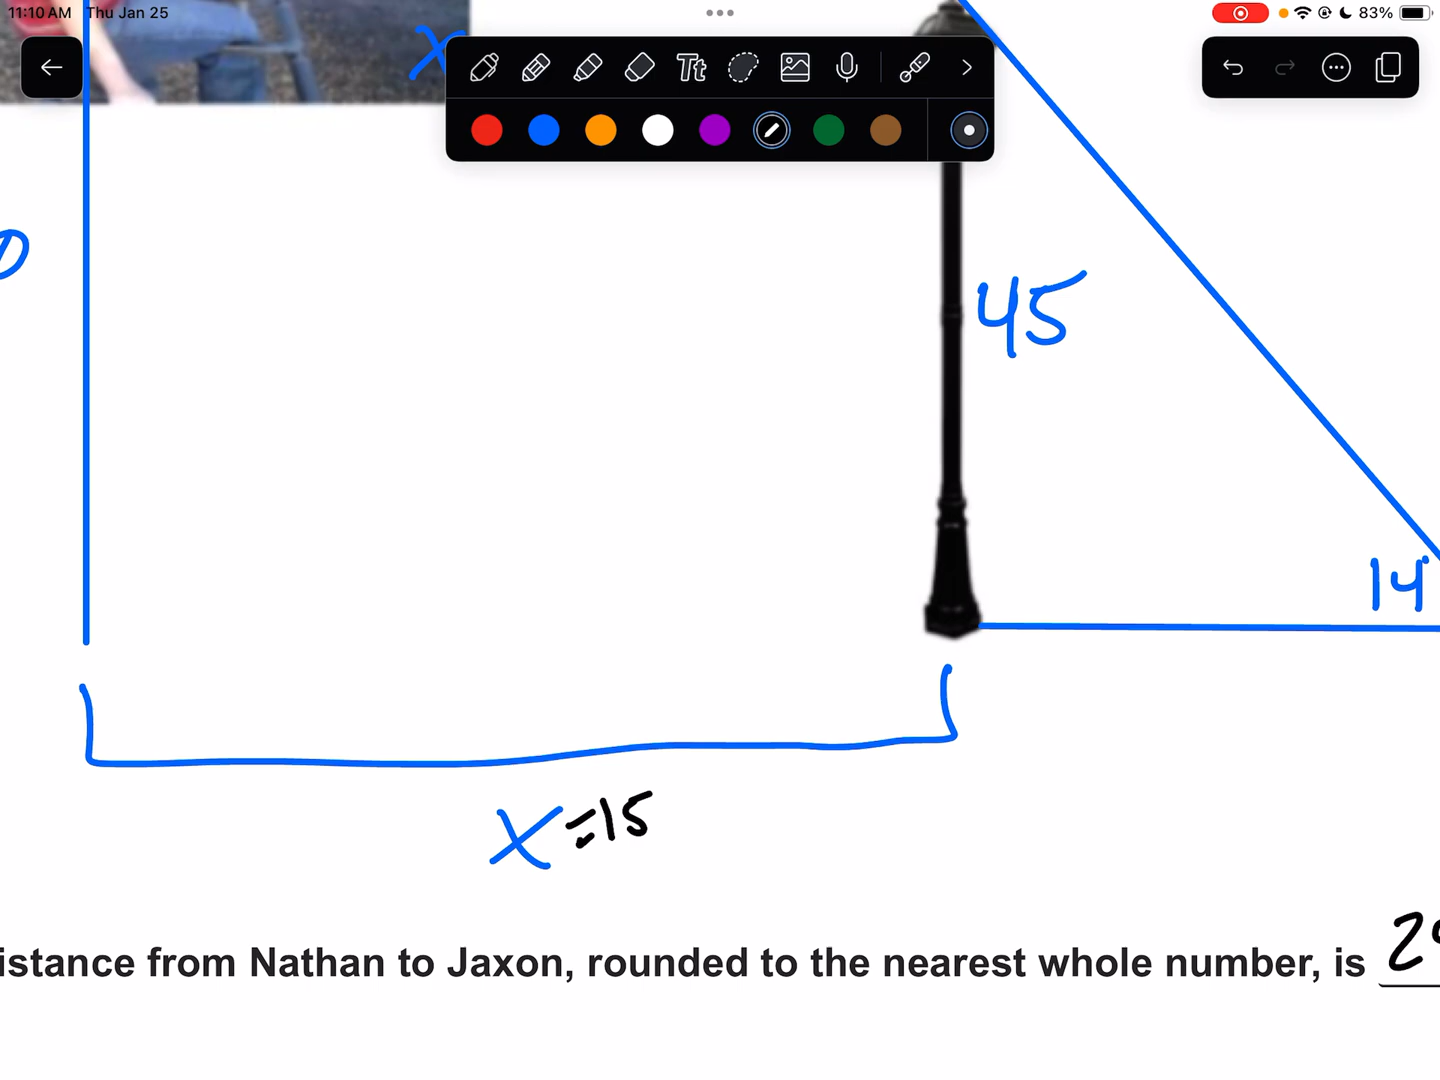 11:10 AM Thu Jan 25
83%
x
Tt
45
14°
x=15
istance from Nathan to Jaxon, rounded to the nearest whole number, is